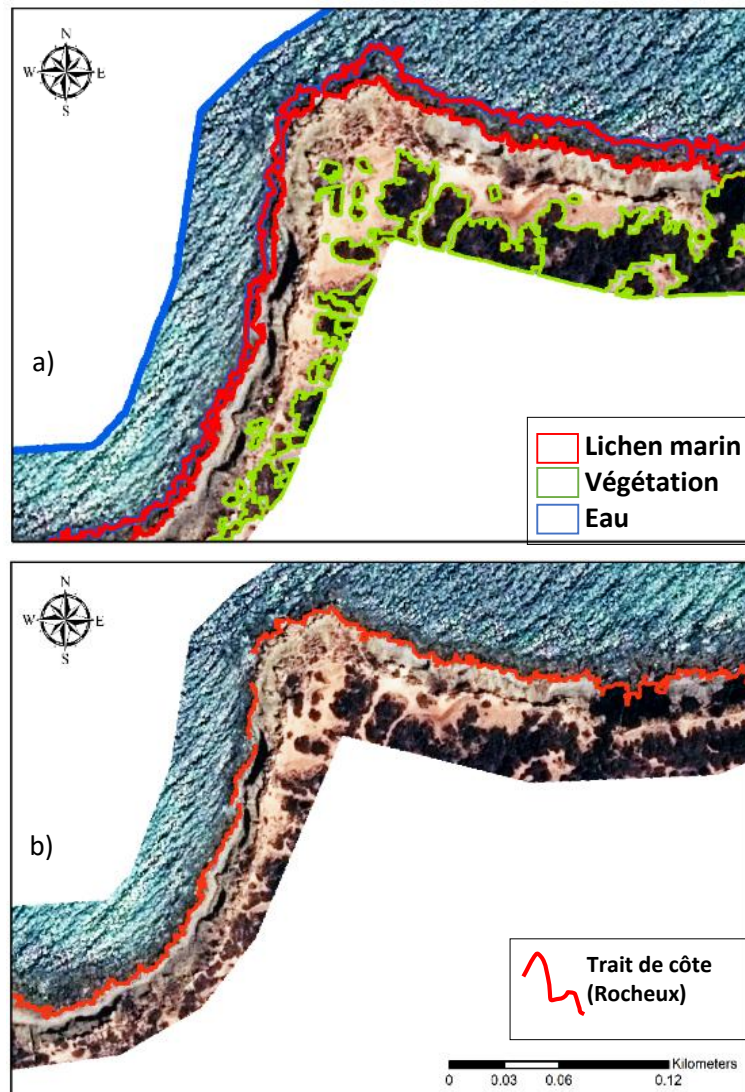 N
W E
S
a)
Lichen marin
Végétation
Eau
N
W E
S
b)
Trait de côte
(Rocheux)
Kilometers
0 0.03 0.06 0.12